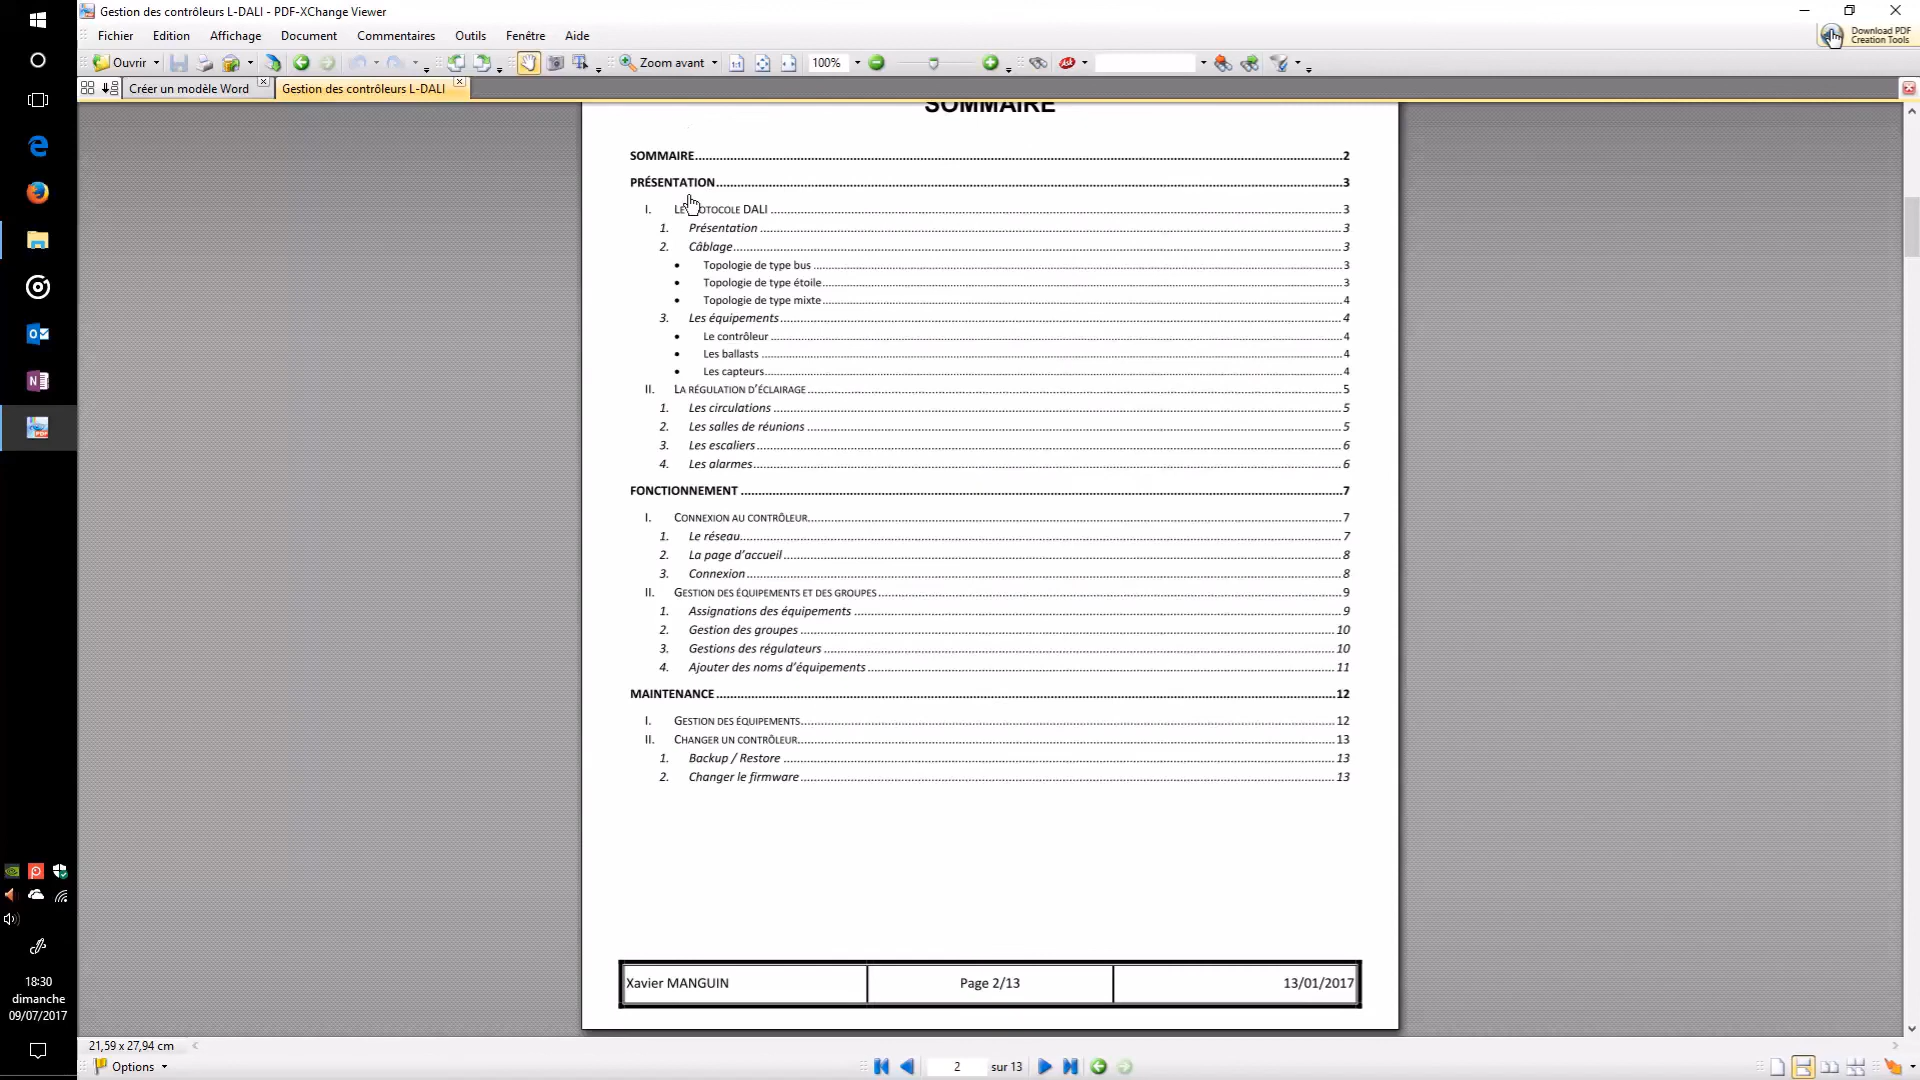 Gestion des contrôleurs L-DALI - PDF-XChange Viewer
Fichier Edition Affichage Document Commentaires Outils Fenêtre Aide
Download PDF
Creation Tools
Ouvrir Zoom avant 100%
Créer un modèle Word Gestion des contrôleurs L-DALI
SOMMAIRE
SOMMAIRE 2
PRÉSENTATION 3
I. LE PROTOCOLE DALI 3
1. Présentation 3
2. Câblage 3
• Topologie de type bus 3
• Topologie de type étoile 3
• Topologie de type mixte 4
3. Les équipements 4
• Le contrôleur 4
• Les ballasts 4
• Les capteurs 4
II. LA RÉGULATION D'ÉCLAIRAGE 5
1. Les circulations 5
2. Les salles de réunions 5
3. Les escaliers 6
4. Les alarmes 6
FONCTIONNEMENT 7
I. CONNEXION AU CONTRÔLEUR 7
1. Le réseau 7
2. La page d'accueil 8
3. Connexion 8
II. GESTION DES ÉQUIPEMENTS ET DES GROUPES 9
1. Assignations des équipements 9
2. Gestion des groupes 10
3. Gestions des régulateurs 10
4. Ajouter des noms d'équipements 11
MAINTENANCE 12
I. GESTION DES ÉQUIPEMENTS 12
II. CHANGER UN CONTRÔLEUR 13
1. Backup / Restore 13
2. Changer le firmware 13
Xavier MANGUIN Page 2/13 13/01/2017
18:30
dimanche
09/07/2017
21,59 x 27,94 cm
Options 2 sur 13